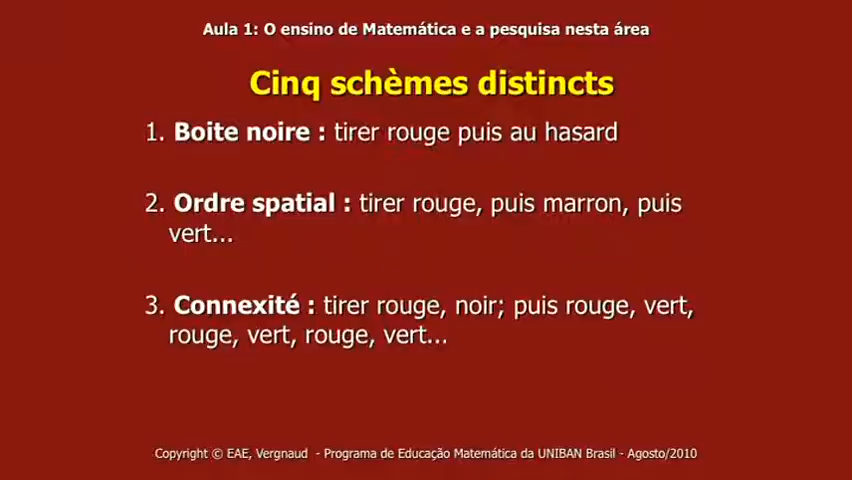 Aula 1: O ensino de Matemática e a pesquisa nesta área
Cinq schèmes distincts
1. Boite noire : tirer rouge puis au hasard
2. Ordre spatial : tirer rouge, puis marron, puis
vert...
3. Connexité : tirer rouge, noir; puis rouge, vert,
rouge, vert, rouge, vert...
Copyright © EAE, Vergnaud - Programa de Educação Matemática da UNIBAN Brasil - Agosto/2010